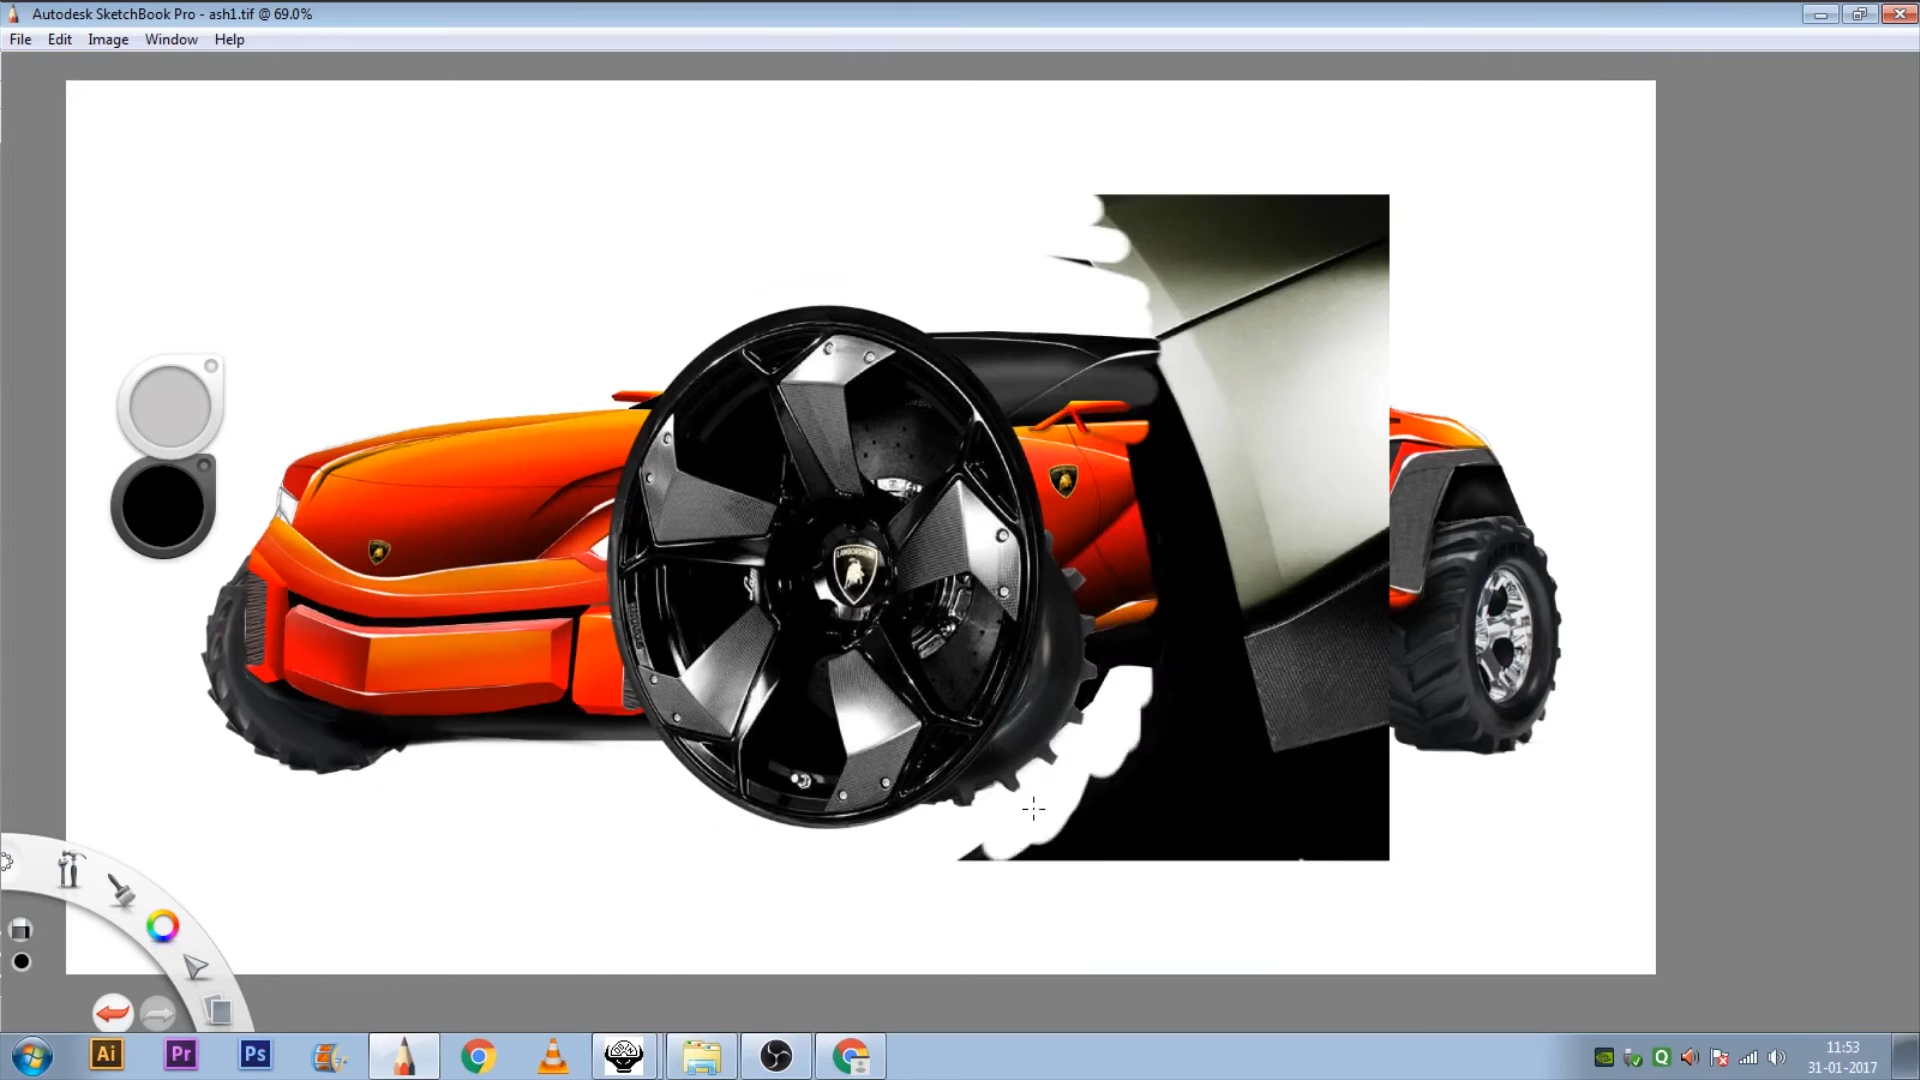 Autodesk SketchBook Pro - ash1.tif @ 69.0%
File Edit Image Window Help
LAMBORGHINI
Ai
Pr
Ps
11:53
31-01-2017